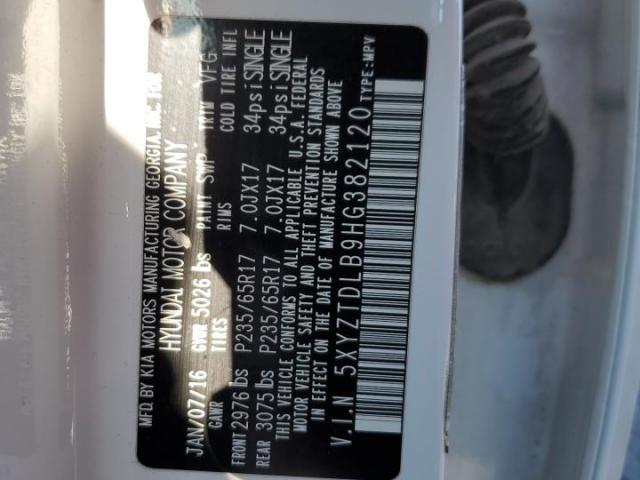 MFD. BY KIA MOTORS MANUFACTURING GEORGIA, INC. FOR
HYUNDAI MOTOR COMPANY
JAN/07/16 GVWR 5026 lbs PAINT SWP TRIM VFG
GAWR TIRES RIMS COLD TIRE INFL
FRONT 2976 lbs P235/65R17 7.0JX17 34psi SINGLE
REAR 3075 lbs P235/65R17 7.0JX17 34psi SINGLE
THIS VEHICLE CONFORMS TO ALL APPLICABLE U.S.A. FEDERAL
MOTOR VEHICLE SAFETY AND THEFT PREVENTION STANDARDS
IN EFFECT ON THE DATE OF MANUFACTURE SHOWN ABOVE
V.I.N 5XYZTDLB9HG382120 TYPE:MPV